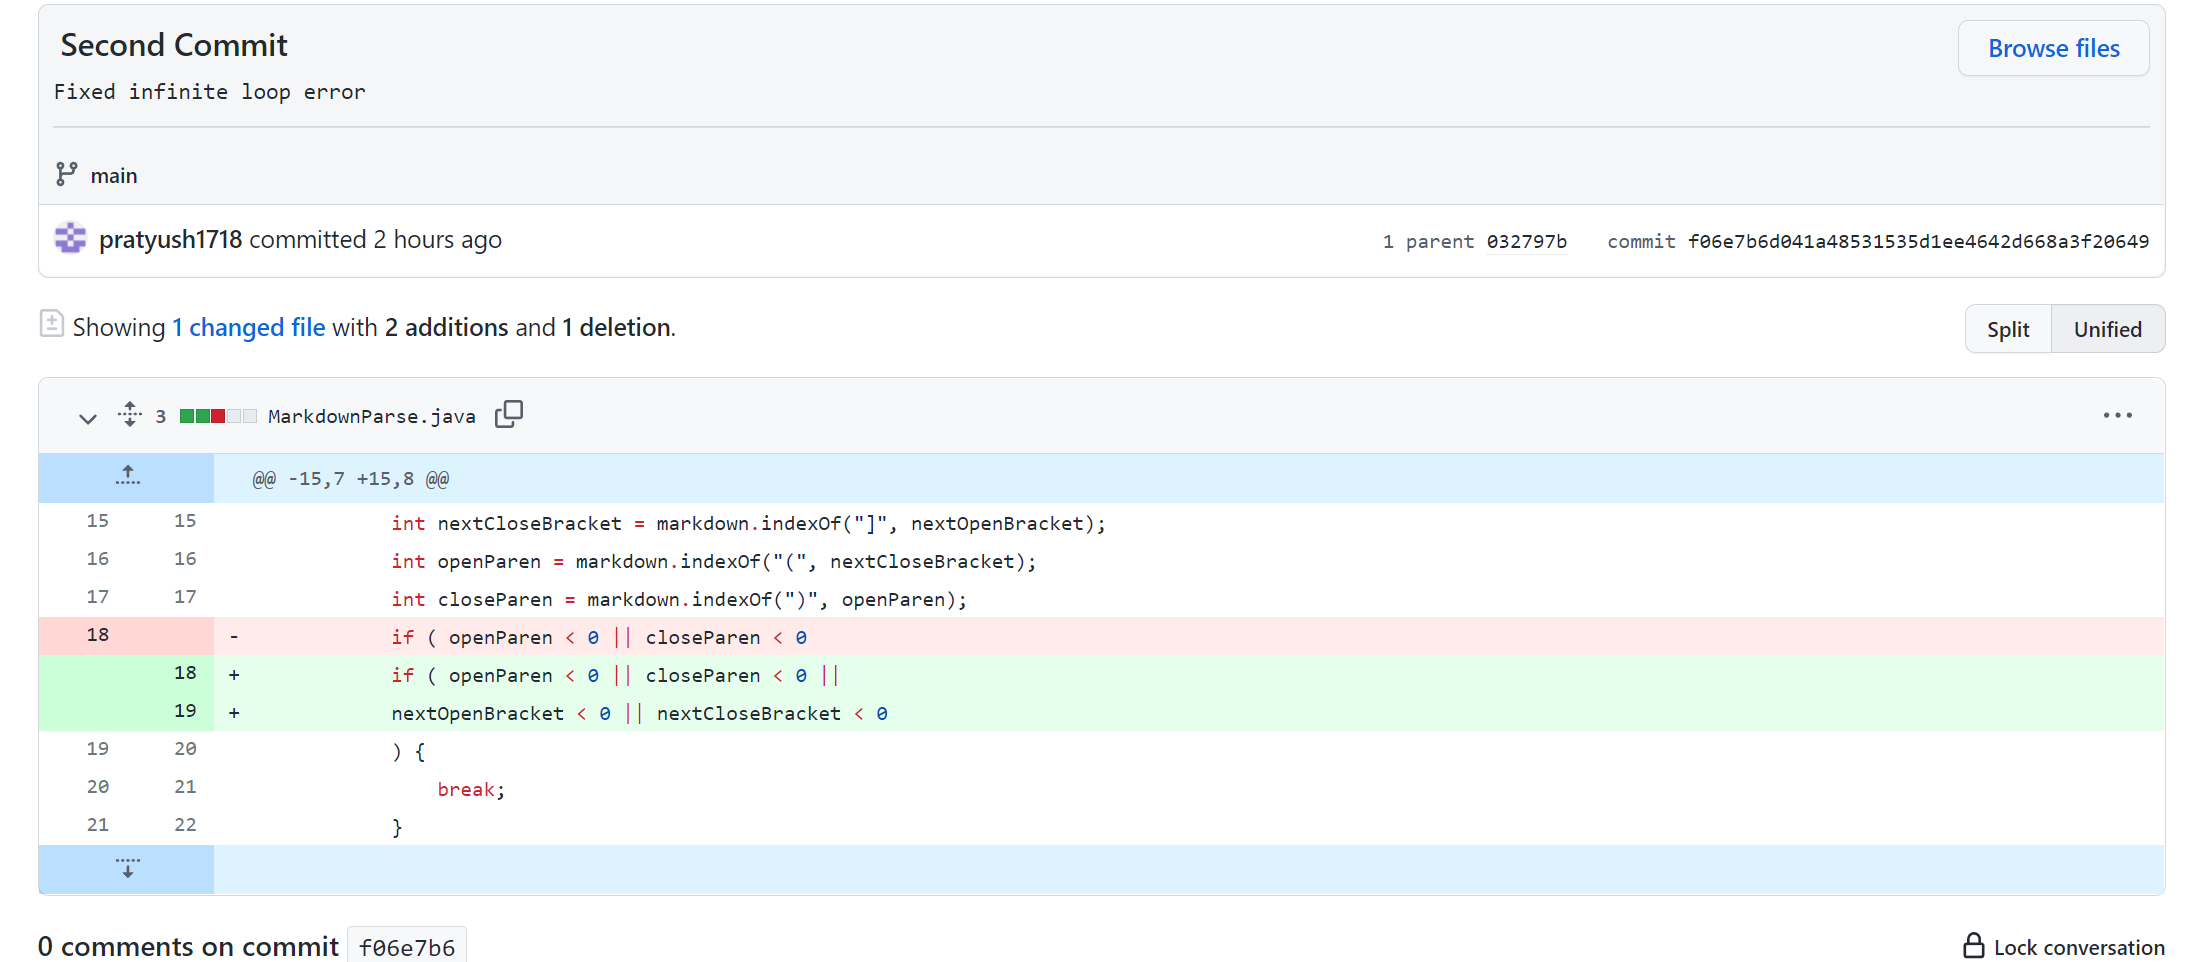 Second Commit
Browse files
Fixed infinite loop error
main
pratyush1718 committed 2 hours ago
1 parent 032797b commit f06e7b6d041a48531535d1ee4642d668a3f20649
Showing 1 changed file with 2 additions and 1 deletion.
Split Unified
3 MarkdownParse.java
@@ -15,7 +15,8 @@
15 15 int nextCloseBracket = markdown.indexOf("]", nextOpenBracket);
16 16 int openParen = markdown.indexOf("(", nextCloseBracket);
17 17 int closeParen = markdown.indexOf(")", openParen);
18 - if ( openParen < 0 || closeParen < 0
18 + if ( openParen < 0 || closeParen < 0 ||
19 + nextOpenBracket < 0 || nextCloseBracket < 0
19 20 ) {
20 21 break;
21 22 }
0 comments on commit f06e7b6
Lock conversation